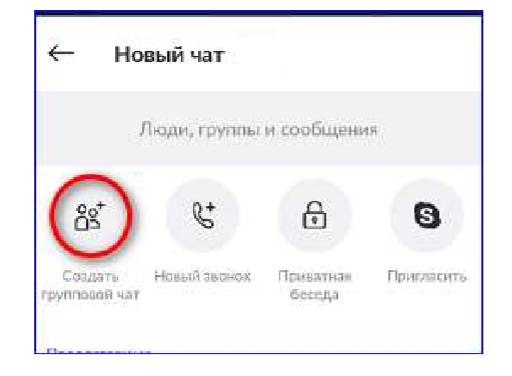 Новый чат
Люди, группы и сообщения
Создать групповой чат
Новый звонок
Приватная беседа
Пригласить